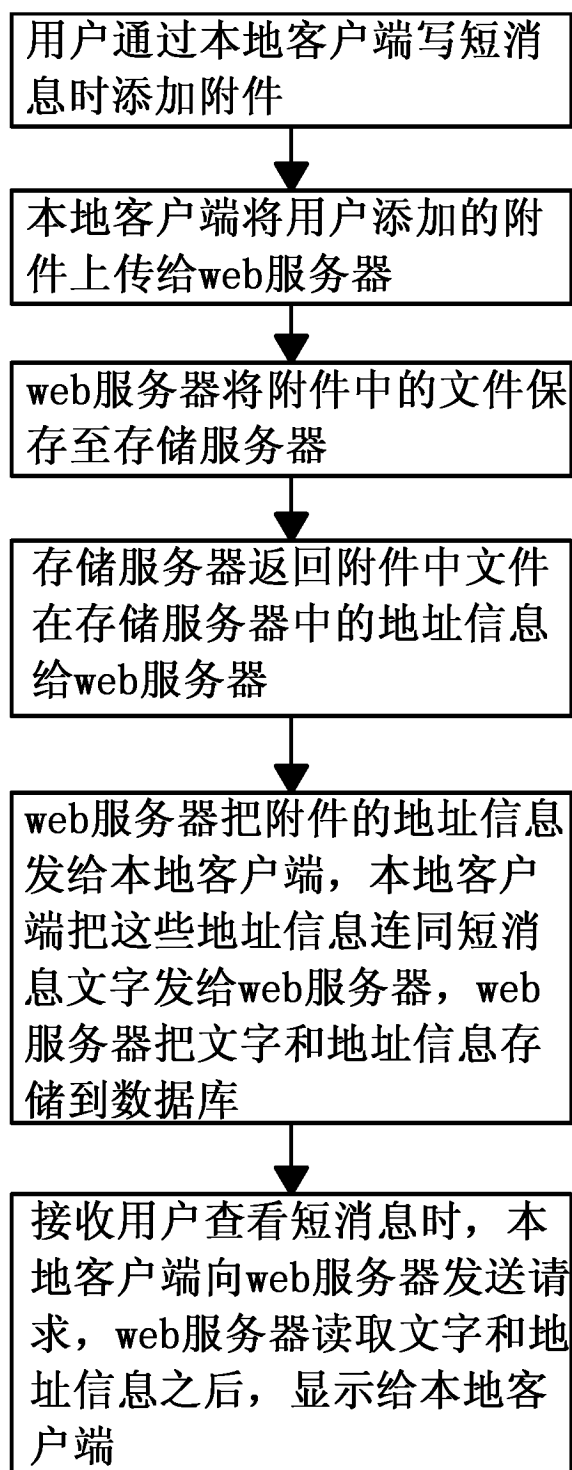 用户通过本地客户端写短消
息时添加附件
本地客户端将用户添加的附
件上传给web服务器
web服务器将附件中的文件保
存至存储服务器
存储服务器返回附件中文件
在存储服务器中的地址信息
给web服务器
web服务器把附件的地址信息
发给本地客户端，本地客户
端把这些地址信息连同短消
息文字发给web服务器，web
服务器把文字和地址信息存
储到数据库
接收用户查看短消息时，本
地客户端向web服务器发送请
求，web服务器读取文字和地
址信息之后，显示给本地客
户端